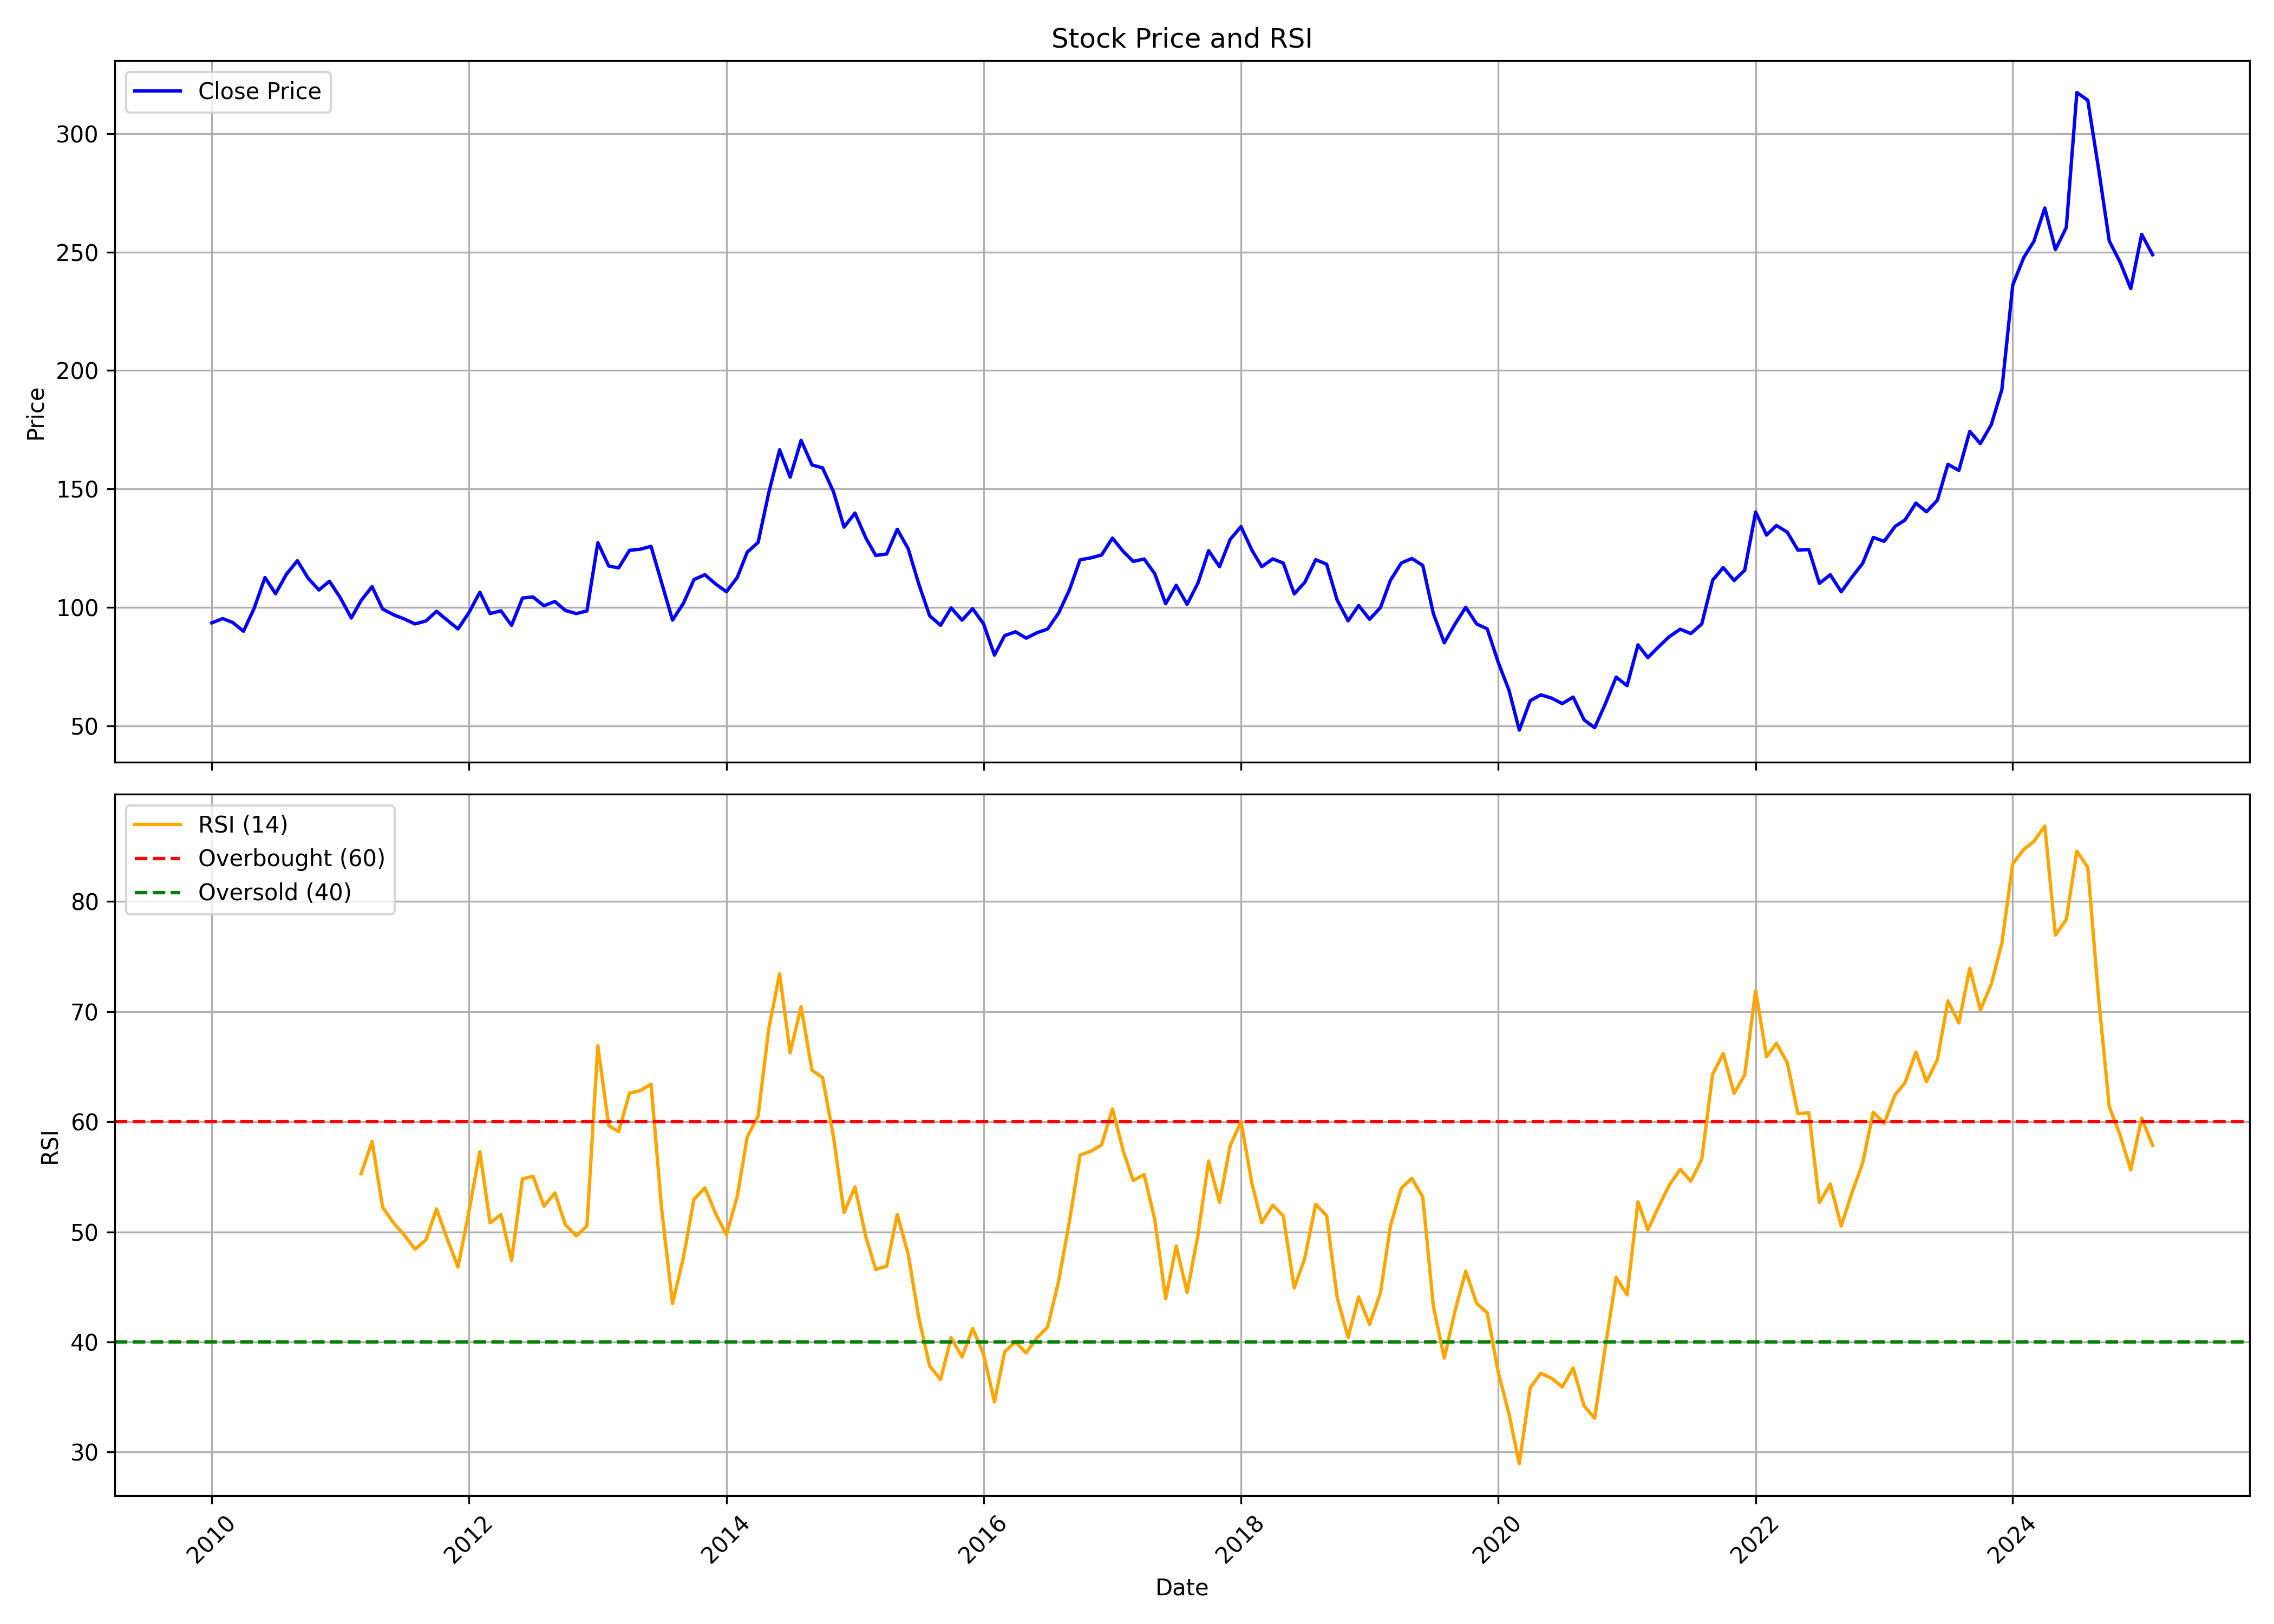 Stock Price and RSI
Close Price
300
250
200
150
100
50
Price
RSI (14)
Overbought (60)
Oversold (40)
80
70
60
50
40
30
RSI
2010
2012
2014
2016
2018
2020
2022
2024
Date